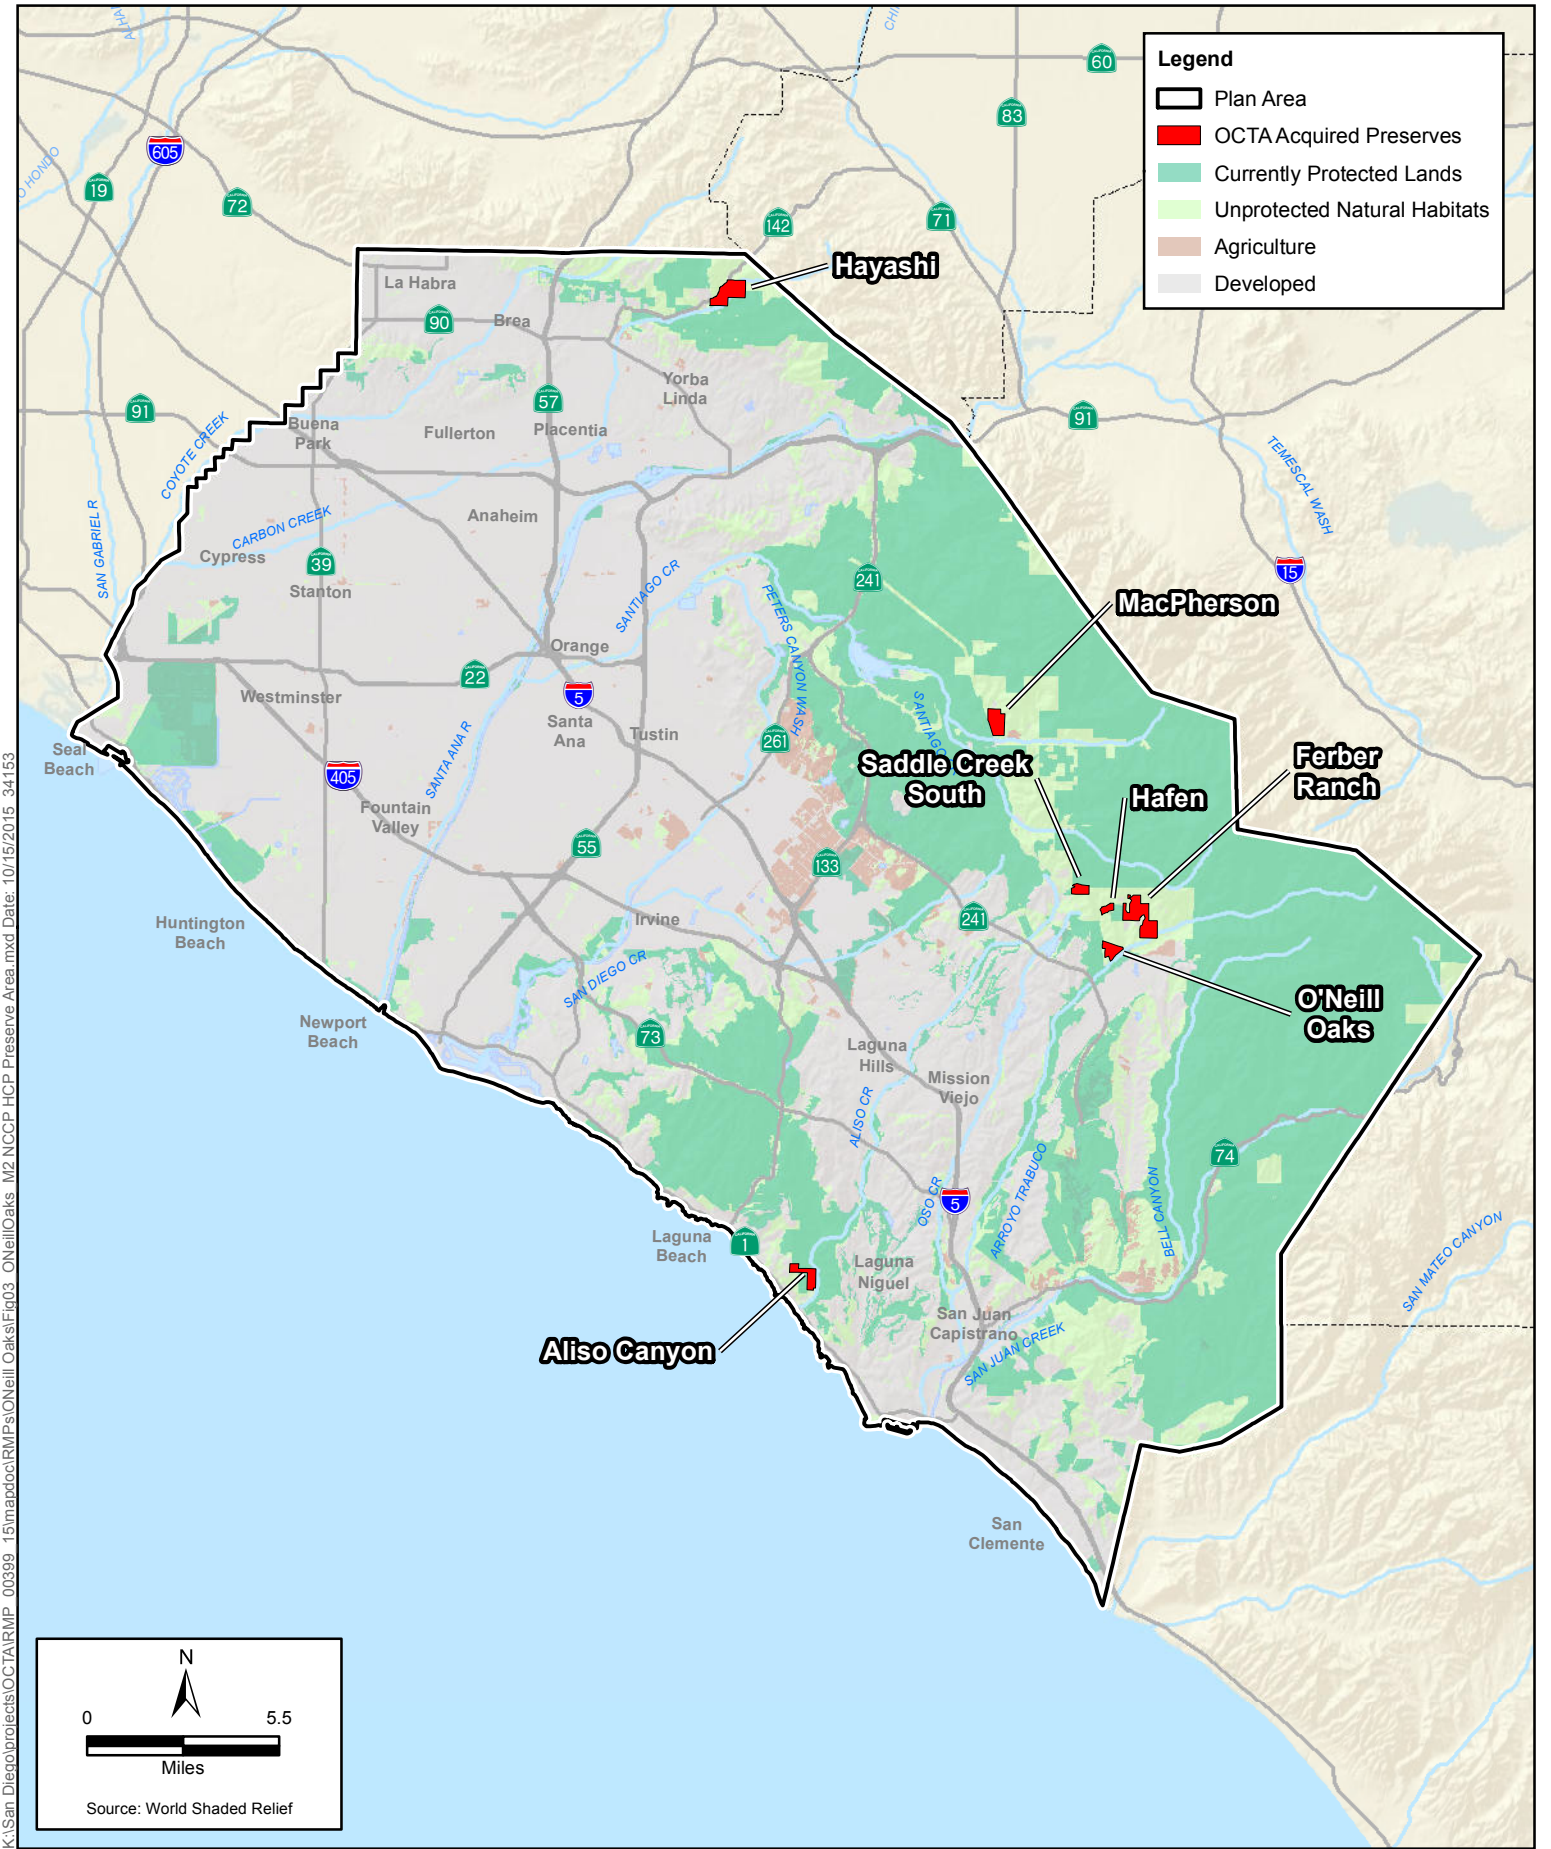 Legend
Plan Area
OCTA Acquired Preserves
Currently Protected Lands
Unprotected Natural Habitats
Agriculture
Developed
60
83
605
19
72
142
71
O HONDO
Hayashi
La Habra
90
Brea
91
57
Yorba
Linda
Buena
Park
Fullerton
Placentia
91
COYOTE CREEK
TEMESCAL WASH
SAN GABRIEL R
CARBON CREEK
Anaheim
Cypress
39
Stanton
SANTIAGO CR
241
15
PETERS CANYON WASH
MacPherson
Orange
22
Westminster
5
Santa
Ana
Tustin
SANTIAGO
261
Seal
Beach
405
SANTA ANA R
Saddle Creek
South
Ferber
Ranch
Hafen
Fountain
Valley
55
133
Huntington
Beach
Irvine
241
SAN DIEGO CR
O'Neill
Oaks
Newport
Beach
73
Laguna
Hills
Mission
Viejo
ALISO CR
ARROYO TRABUCO
74
OSO CR
5
BELL CANYON
Laguna
Beach
1
Laguna
Niguel
SAN MATEO CANYON
San Juan
Capistrano
SAN JUAN CREEK
Aliso Canyon
San
Clemente
N
0 5.5
Miles
Source: World Shaded Relief
K:\San Diego\projects\OCTA\RMP_00399_15\mapdoc\RMPs\ONeill Oaks\Fig03_ONeillOaks_M2 NCCP HCP Preserve Area.mxd Date: 10/15/2015 34153